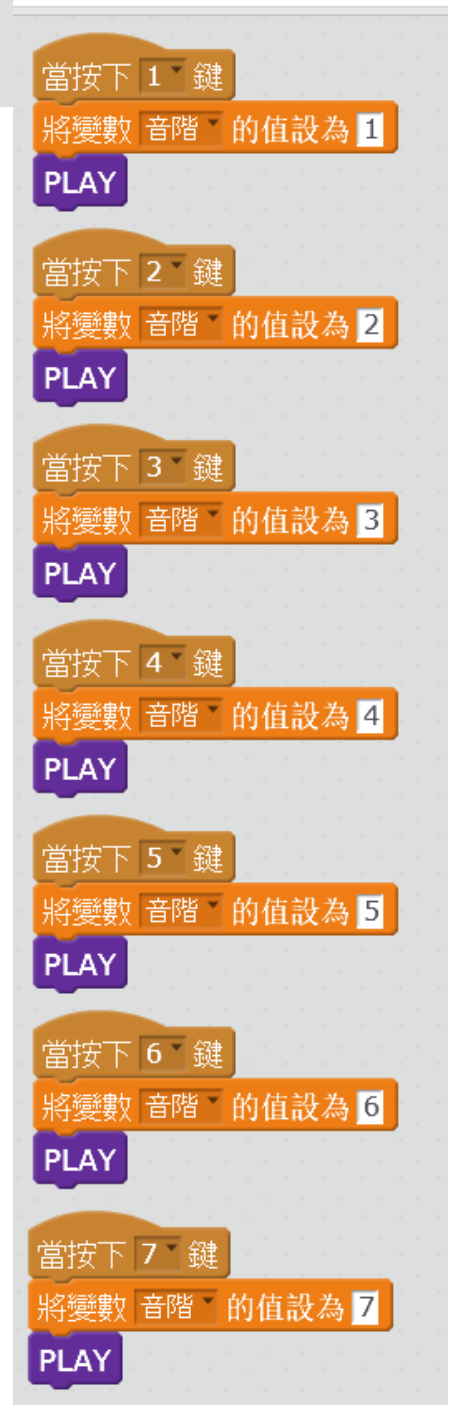 當按下 1 鍵
將變數 音階 的值設為 1
PLAY
當按下 2 鍵
將變數 音階 的值設為 2
PLAY
當按下 3 鍵
將變數 音階 的值設為 3
PLAY
當按下 4 鍵
將變數 音階 的值設為 4
PLAY
當按下 5 鍵
將變數 音階 的值設為 5
PLAY
當按下 6 鍵
將變數 音階 的值設為 6
PLAY
當按下 7 鍵
將變數 音階 的值設為 7
PLAY